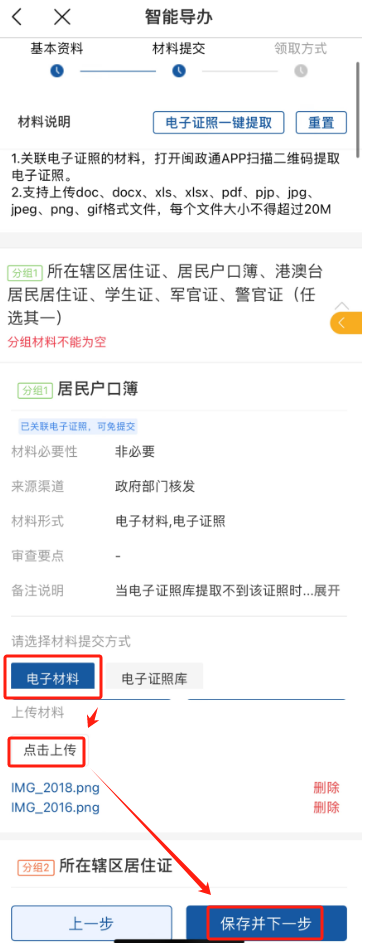 智能导办
基本资料 材料提交 领取方式
材料说明 电子证照一键提取 重置
1.关联电子证照的材料，打开闽政通APP扫描二维码提取
电子证照。
2.支持上传doc、docx、xls、xlsx、pdf、pjp、jpg、
jpeg、png、gif格式文件，每个文件大小不得超过20M
分组1 所在辖区居住证、居民户口簿、港澳台
居民居住证、学生证、军官证、警官证（任
选其一）
分组材料不能为空
分组1 居民户口簿
已关联电子证照，可免提交
材料必要性 非必要
来源渠道 政府部门核发
材料形式 电子材料,电子证照
审查要点 -
备注说明 当电子证照库提取不到该证照时...展开
请选择材料提交方式
电子材料 电子证照库
上传材料
点击上传
IMG_2018.png 删除
IMG_2016.png 删除
分组2 所在辖区居住证
上一步 保存并下一步